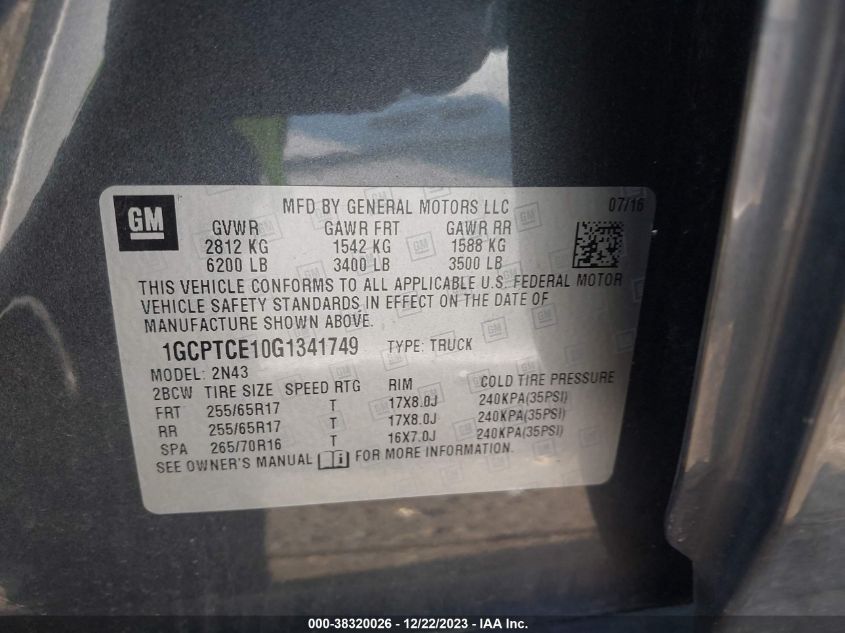 GM
MFD BY GENERAL MOTORS LLC 07/16
GVWR GAWR FRT GAWR RR
2812 KG 1542 KG 1588 KG
6200 LB 3400 LB 3500 LB
THIS VEHICLE CONFORMS TO ALL APPLICABLE U.S. FEDERAL MOTOR
VEHICLE SAFETY STANDARDS IN EFFECT ON THE DATE OF
MANUFACTURE SHOWN ABOVE.
1GCPTCE10G1341749 TYPE: TRUCK
MODEL: 2N43
2BCW TIRE SIZE SPEED RTG RIM COLD TIRE PRESSURE
FRT 255/65R17 T 17X8.0J 240KPA(35PSI)
RR 255/65R17 T 17X8.0J 240KPA(35PSI)
SPA 265/70R16 T 16X7.0J 240KPA(35PSI)
SEE OWNER'S MANUAL FOR MORE INFORMATION.
000-38320026 - 12/22/2023 - IAA Inc.